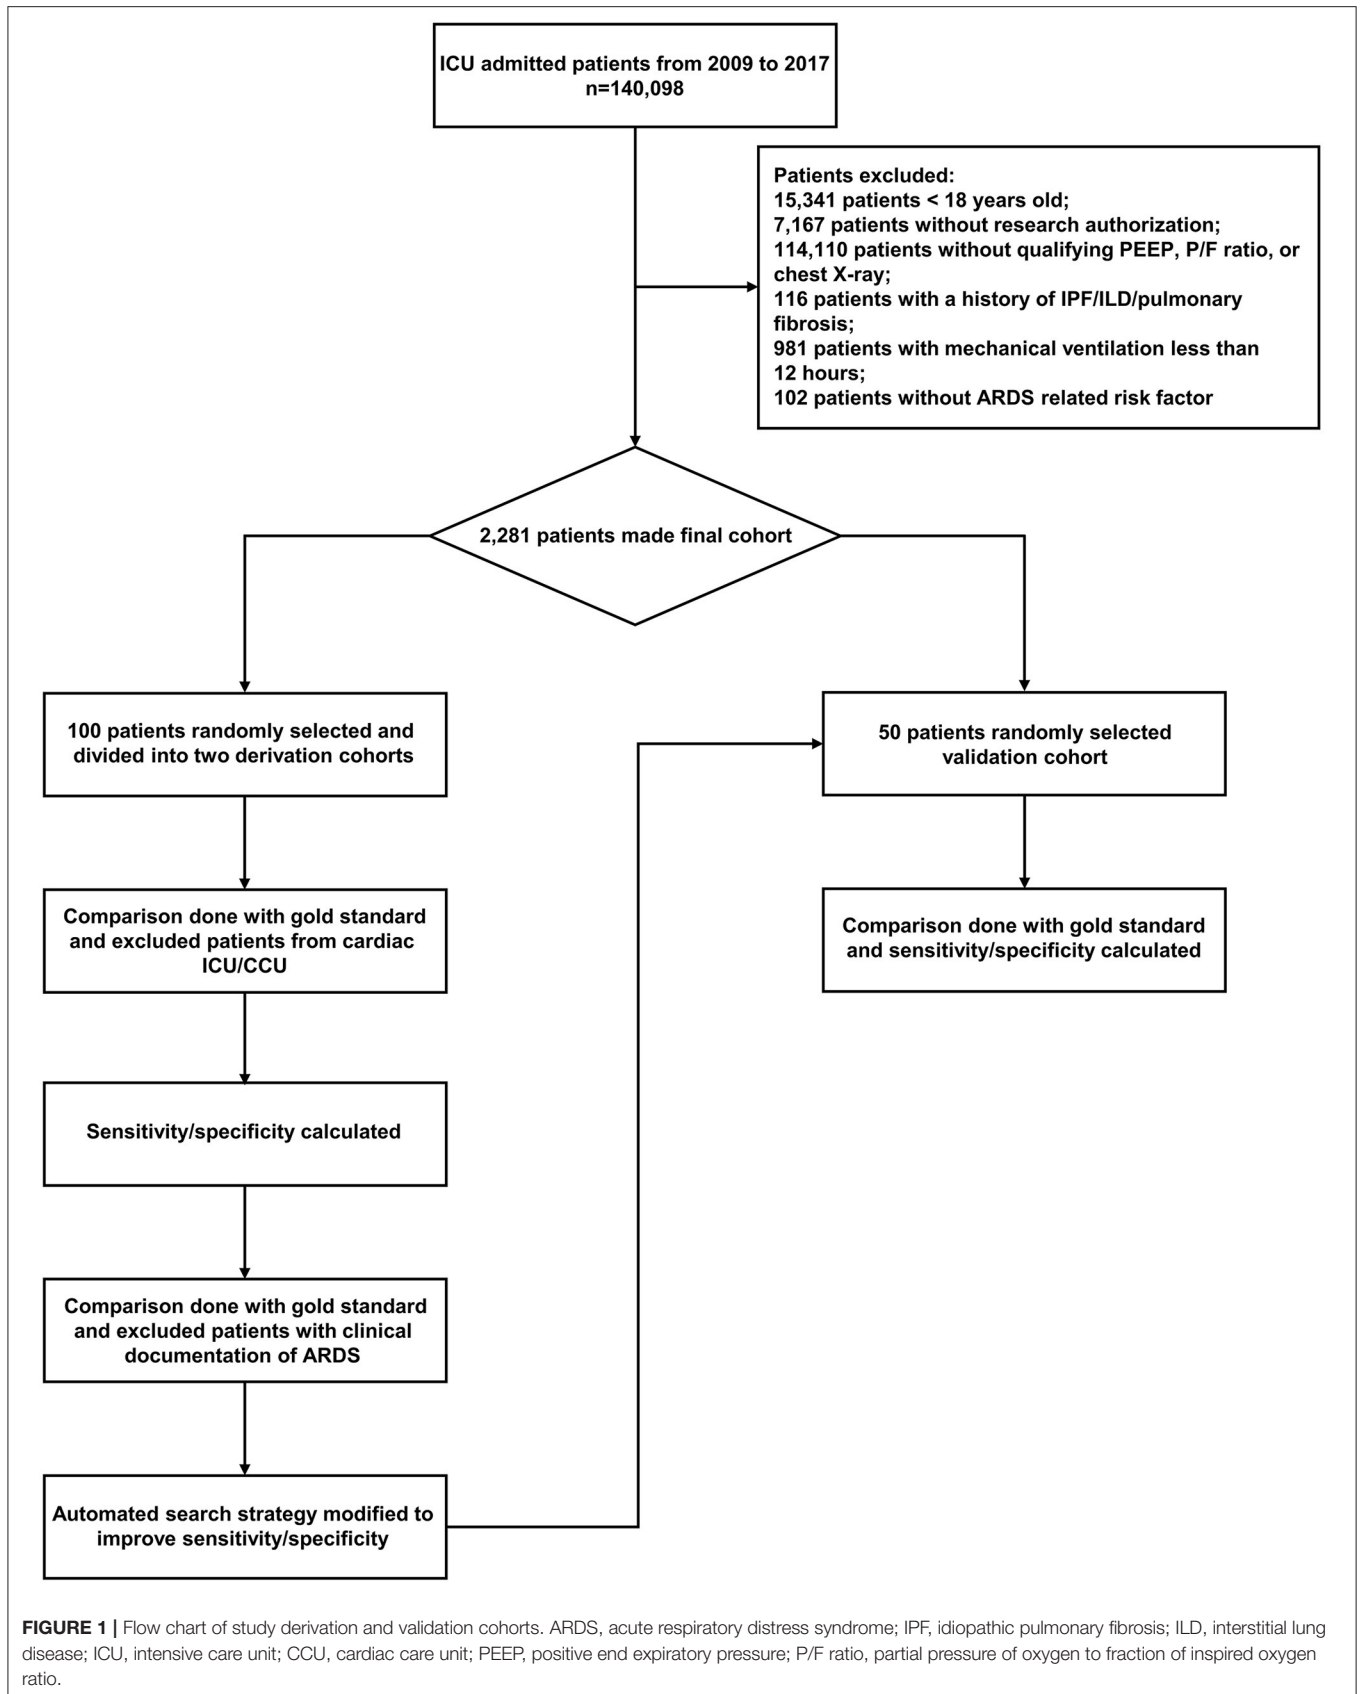 ICU admitted patients from 2009 to 2017
n=140,098
Patients excluded:
15,341 patients < 18 years old;
7,167 patients without research authorization;
114,110 patients without qualifying PEEP, P/F ratio, or
chest X-ray;
116 patients with a history of IPF/ILD/pulmonary
fibrosis;
981 patients with mechanical ventilation less than
12 hours;
102 patients without ARDS related risk factor
2,281 patients made final cohort
100 patients randomly selected and
divided into two derivation cohorts
50 patients randomly selected
validation cohort
Comparison done with gold standard
and excluded patients from cardiac
ICU/CCU
Comparison done with gold standard
and sensitivity/specificity calculated
Sensitivity/specificity calculated
Comparison done with gold standard
and excluded patients with clinical
documentation of ARDS
Automated search strategy modified to
improve sensitivity/specificity
FIGURE 1 | Flow chart of study derivation and validation cohorts. ARDS, acute respiratory distress syndrome; IPF, idiopathic pulmonary fibrosis; ILD, interstitial lung
disease; ICU, intensive care unit; CCU, cardiac care unit; PEEP, positive end expiratory pressure; P/F ratio, partial pressure of oxygen to fraction of inspired oxygen
ratio.